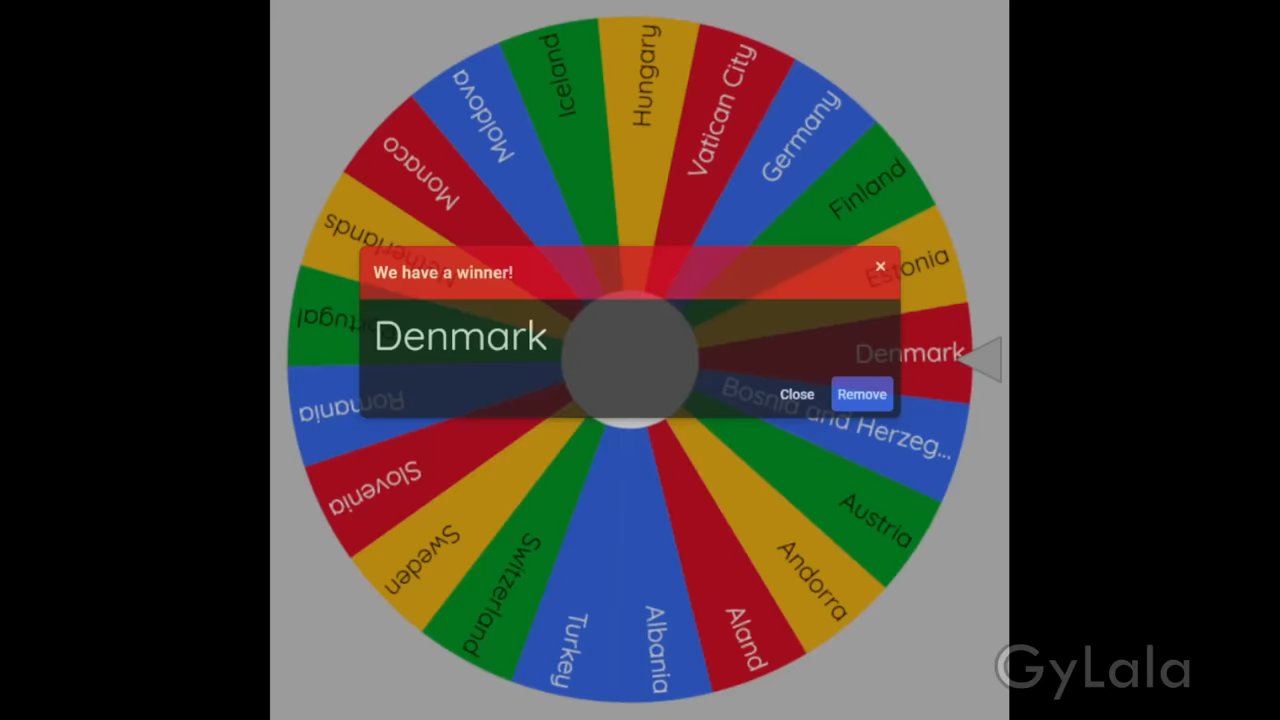 Hungary
Vatican City
Germany
Finland
Estonia
Denmark
Bosnia and Herzeg...
Austria
Andorra
Aland
Albania
Turkey
Switzerland
Sweden
Slovenia
Romania
Portugal
Netherlands
Monaco
Moldova
Iceland
We have a winner!
×
Denmark
Close
Remove
GyLala